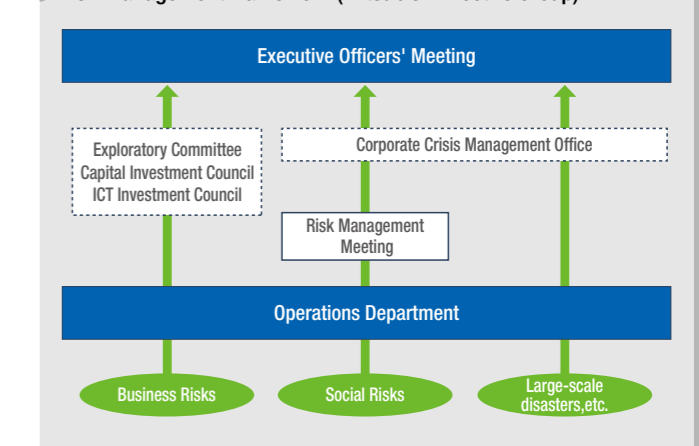 Executive Officers' Meeting
Exploratory Committee
Capital Investment Council
ICT Investment Council
Corporate Crisis Management Office
Risk Management
Meeting
Operations Department
Business Risks
Social Risks
Large-scale
disasters,etc.